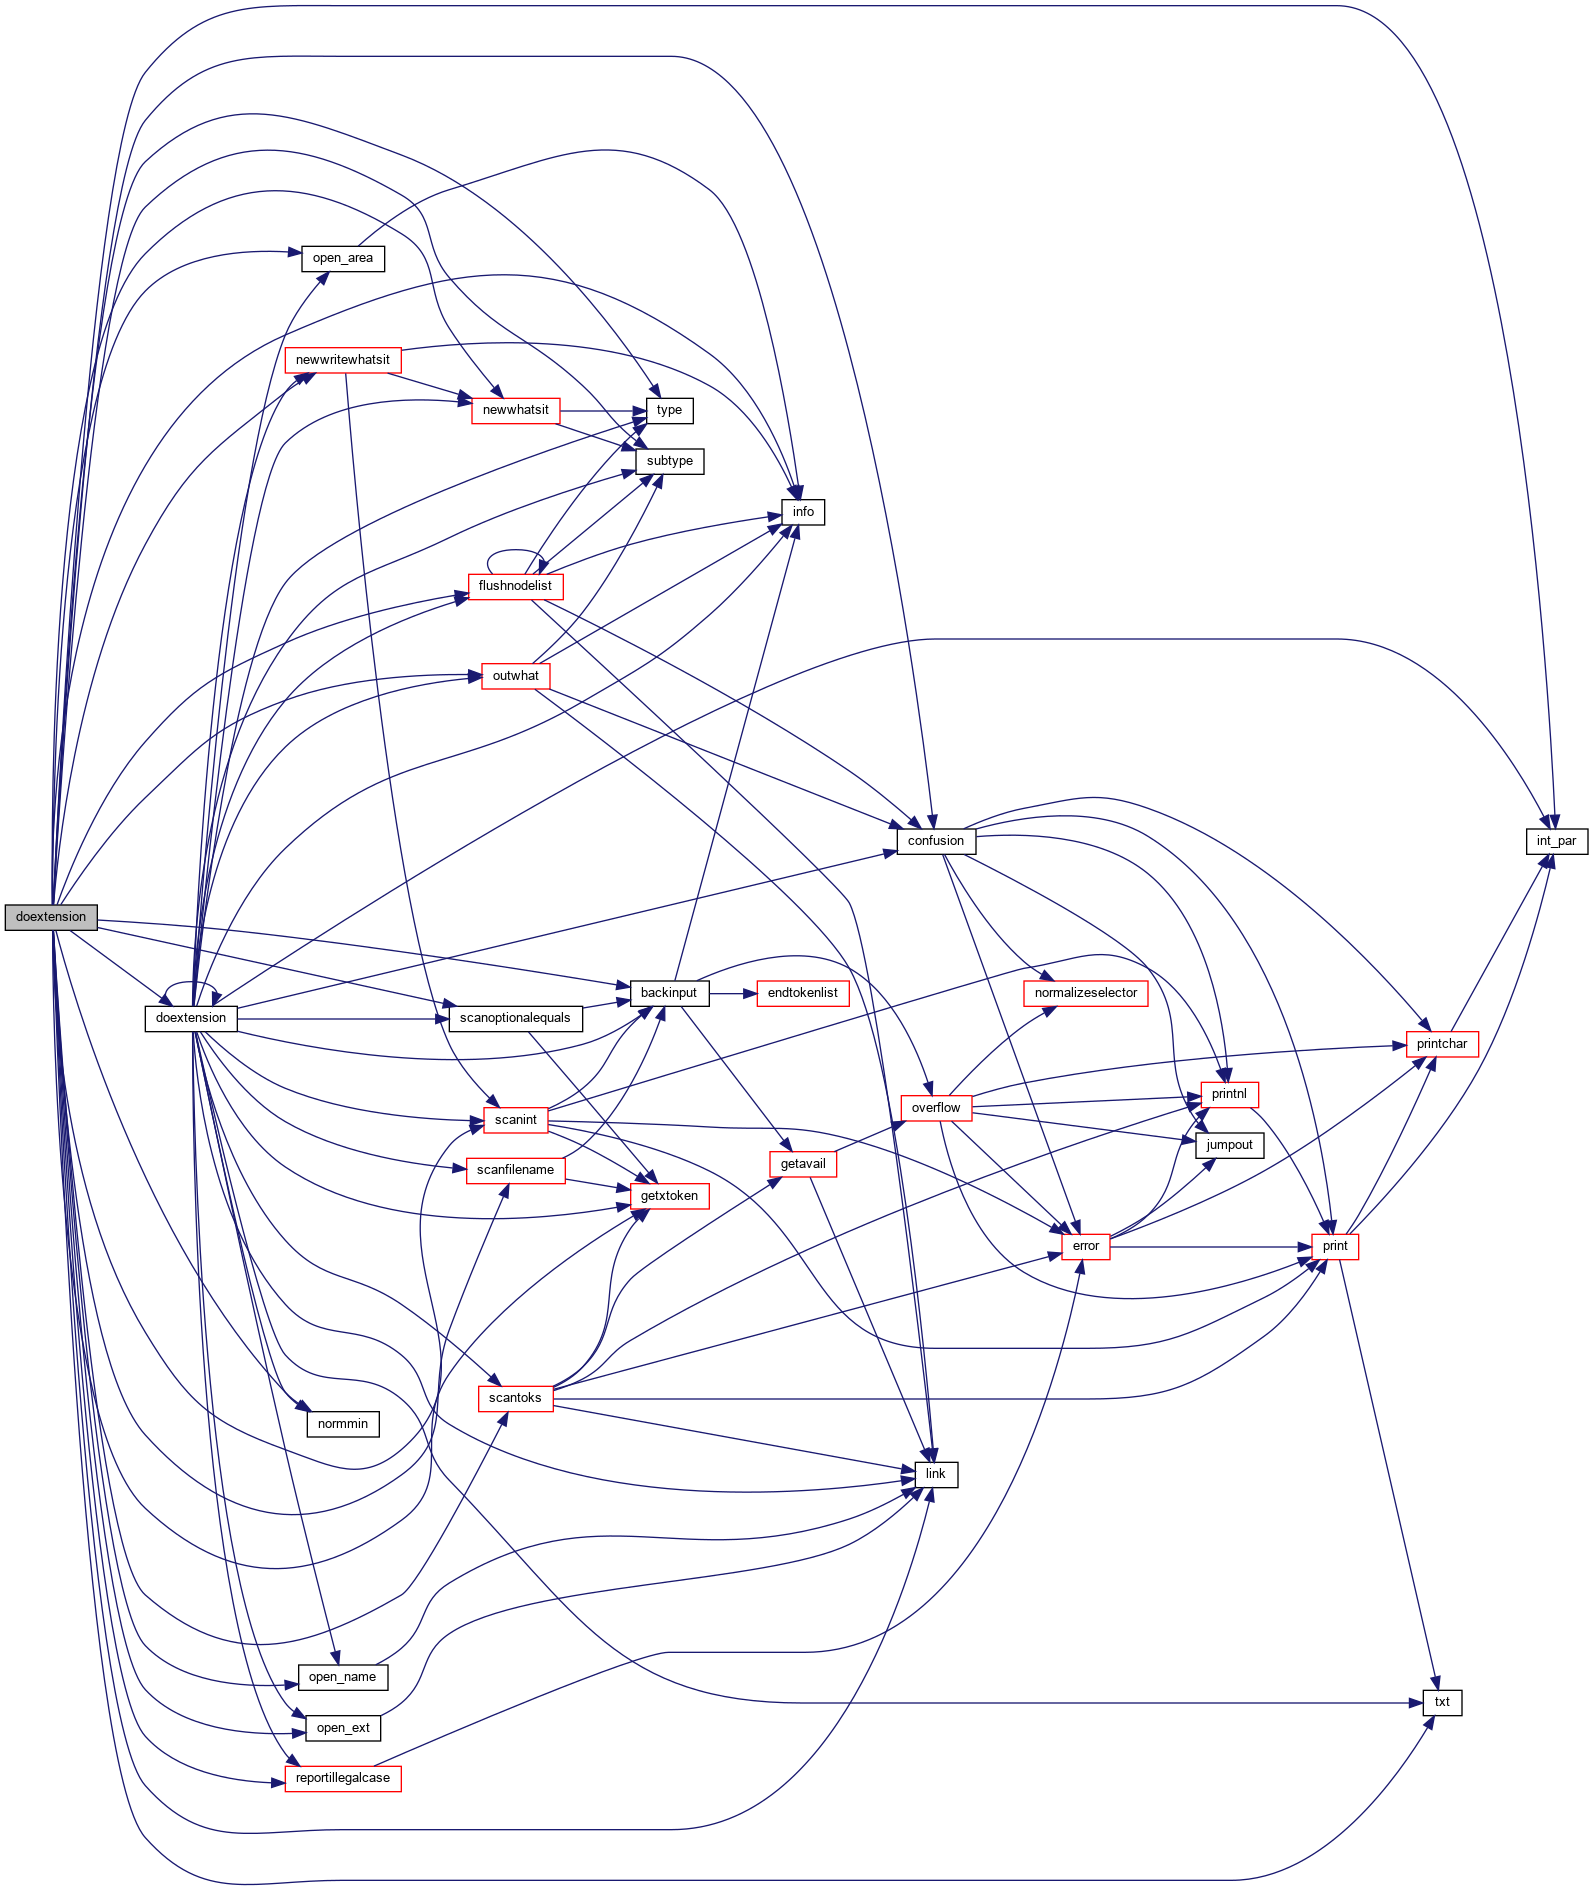 open_area
newwritewhatsit
newwhatsit
type
subtype
info
flushnodelist
outwhat
confusion
int_par
doextension
backinput
endtokenlist
normalizeselector
doextension
scanoptionalequals
printchar
printnl
overflow
scanint
jumpout
getavail
scanfilename
getxtoken
error
print
scantoks
normmin
link
open_name
txt
open_ext
reportillegalcase